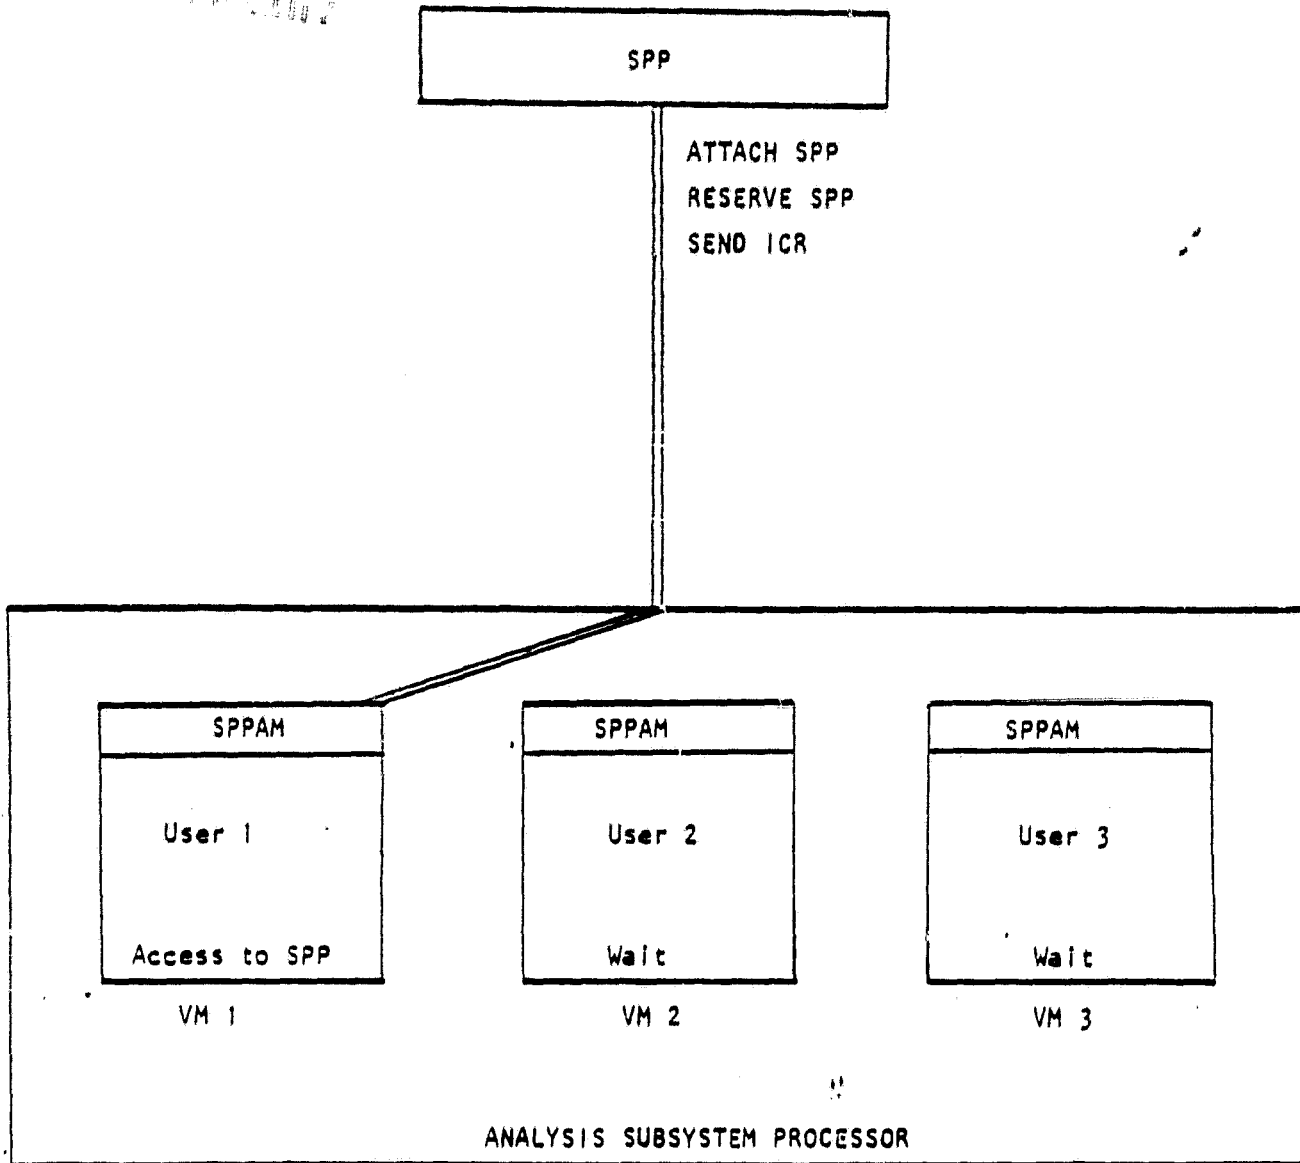 SPP
ATTACH SPP
RESERVE SPP
SEND ICR
SPPAM SPPAM SPPAM
User 1 User 2 User 3
Access to SPP Wait Wait
VM 1 VM 2 VM 3
ANALYSIS SUBSYSTEM PROCESSOR